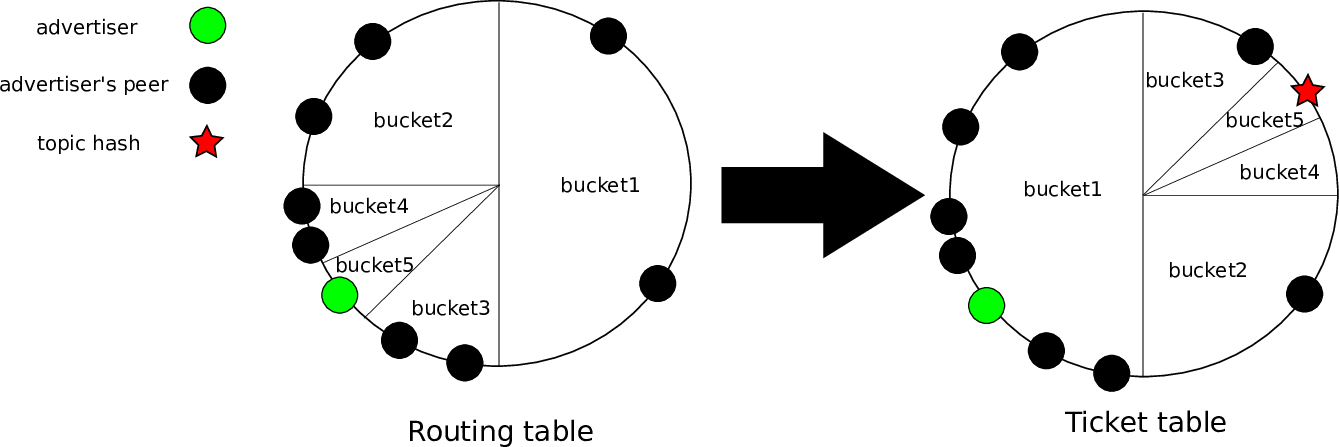 advertiser
advertiser's peer
topic hash
bucket2
bucket1
bucket4
bucket5
bucket3
Routing table
bucket3
bucket5
bucket4
bucket1
bucket2
Ticket table